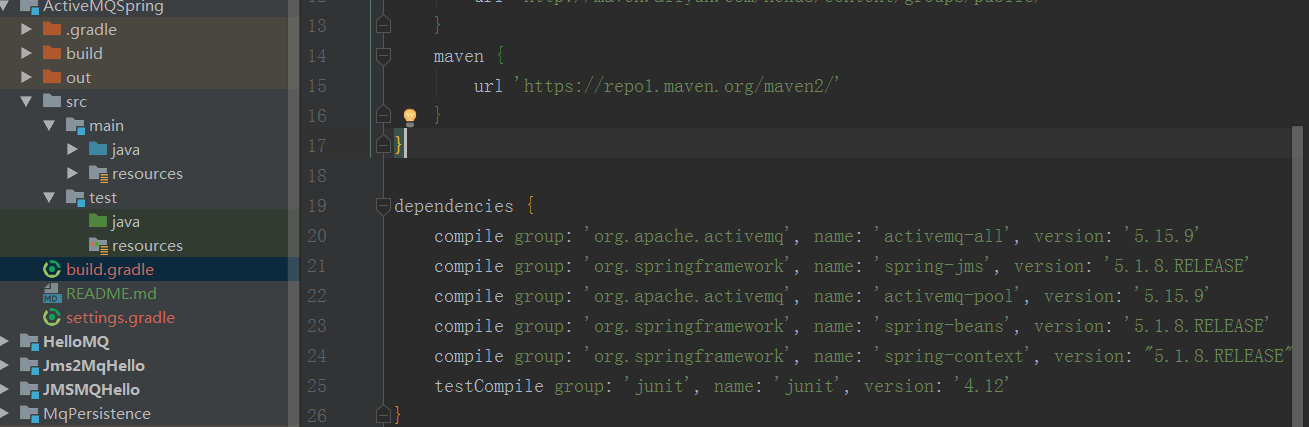 ActiveMQSpring
.gradle
build
out
src
main
java
resources
test
java
resources
build.gradle
README.md
settings.gradle
HelloMQ
Jms2MqHello
JMSMQHello
MqPersistence
13 }
14 maven {
15 url 'https://repo1.maven.org/maven2/'
16 }
17 }
18
19 dependencies {
20 compile group: 'org.apache.activemq', name: 'activemq-all', version: '5.15.9'
21 compile group: 'org.springframework', name: 'spring-jms', version: '5.1.8.RELEASE'
22 compile group: 'org.apache.activemq', name: 'activemq-pool', version: '5.15.9'
23 compile group: 'org.springframework', name: 'spring-beans', version: '5.1.8.RELEASE'
24 compile group: 'org.springframework', name: 'spring-context', version: "5.1.8.RELEASE"
25 testCompile group: 'junit', name: 'junit', version: '4.12'
26 }